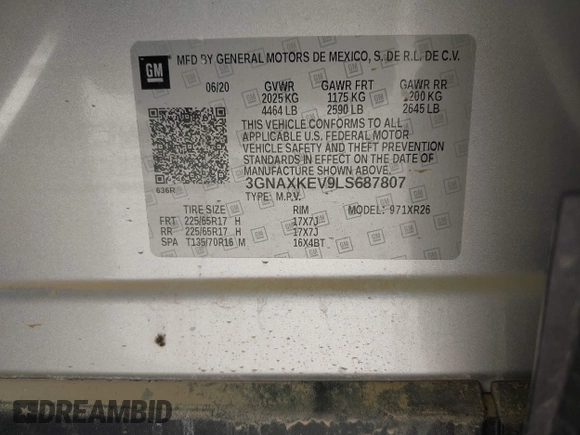 GM
MFD BY GENERAL MOTORS DE MEXICO, S. DE R.L. DE C.V.
06/20 GVWR GAWR FRT GAWR RR
2025 KG 1175 KG 1200 KG
4464 LB 2590 LB 2645 LB
THIS VEHICLE CONFORMS TO ALL
APPLICABLE U.S. FEDERAL MOTOR
VEHICLE SAFETY AND THEFT PREVENTION
STANDARDS IN EFFECT ON THE DATE OF
MANUFACTURE SHOWN ABOVE.
636R
3GNAXKEV9LS687807
TYPE: M.P.V.
TIRE SIZE RIM MODEL: 971XR26
FRT 225/65R17 H 17X7J
RR 225/65R17 H 17X7J
SPA T135/70R16 M 16X4BT
DREAMBID